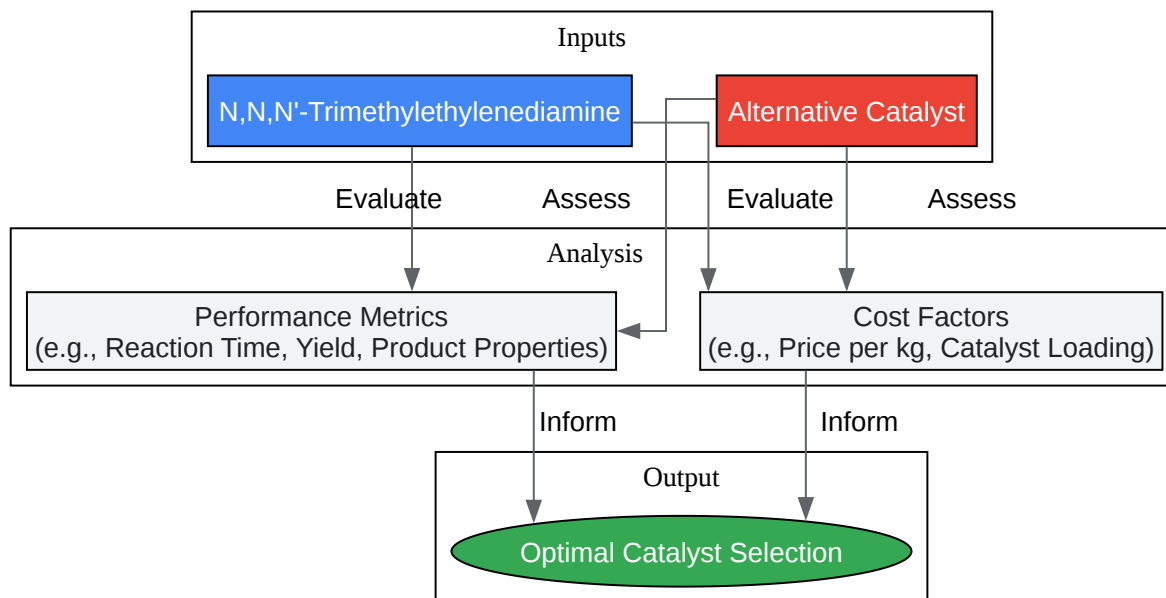 Inputs
N,N,N'-Trimethylethylenediamine
Alternative Catalyst
Evaluate
Assess
Evaluate
Assess
Analysis
Performance Metrics
(e.g., Reaction Time, Yield, Product Properties)
Cost Factors
(e.g., Price per kg, Catalyst Loading)
Inform
Inform
Output
Optimal Catalyst Selection